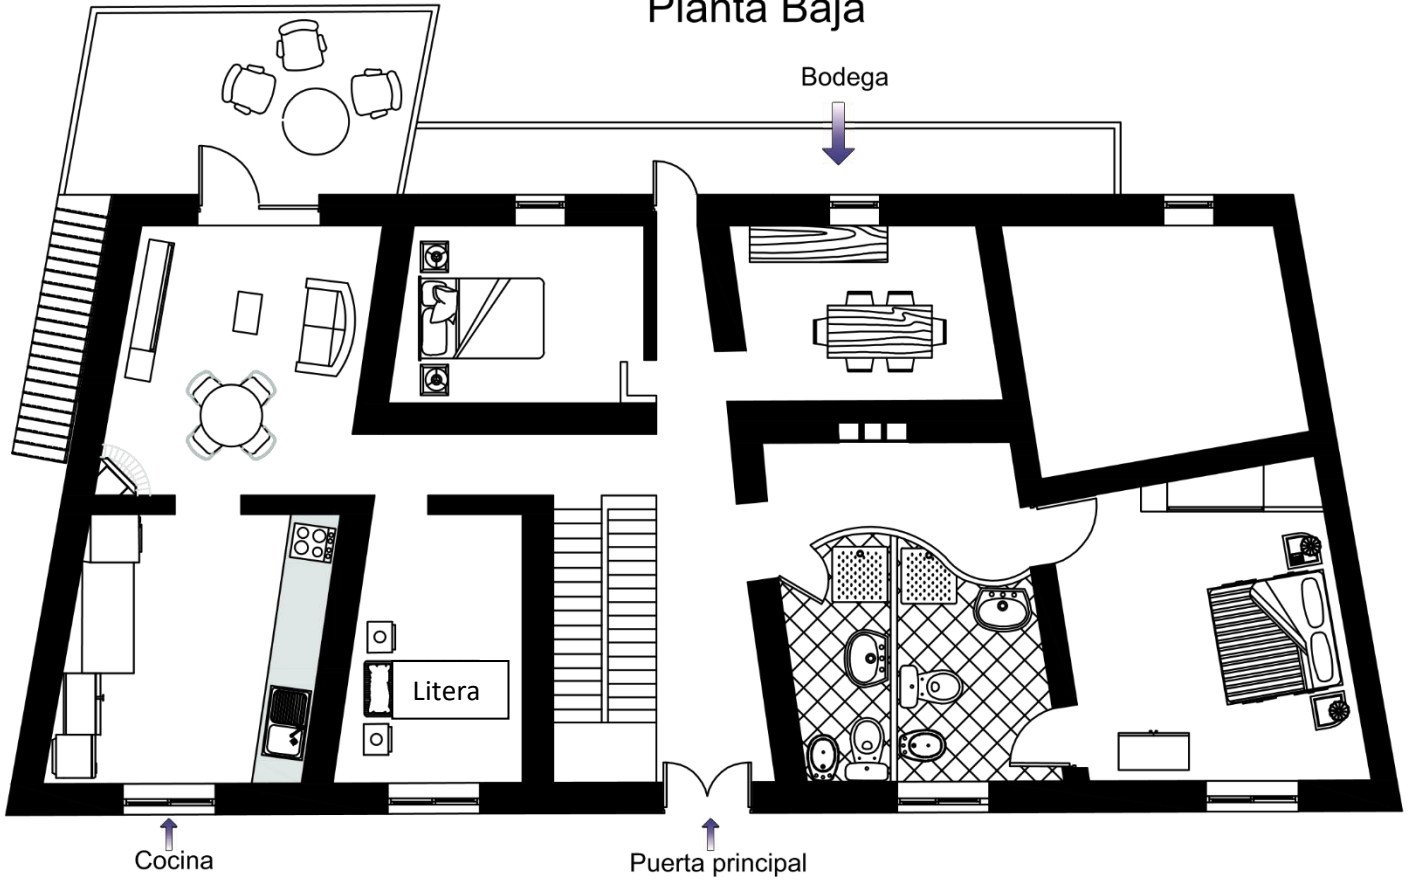 Planta Baja
Bodega
Litera
Cocina
Puerta principal